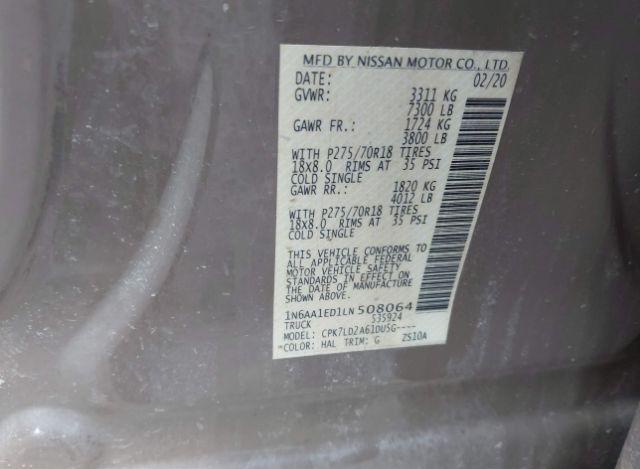 MFD BY NISSAN MOTOR CO., LTD.
DATE: 02/20
GVWR: 3311 KG
7300 LB
GAWR FR.: 1724 KG
3800 LB
WITH P275/70R18 TIRES
18X8.0 RIMS AT 35 PSI
COLD SINGLE
GAWR RR.: 1820 KG
4012 LB
WITH P275/70R18 TIRES
18X8.0 RIMS AT 35 PSI
COLD SINGLE
THIS VEHICLE CONFORMS TO
ALL APPLICABLE FEDERAL
MOTOR VEHICLE SAFETY
STANDARDS IN EFFECT ON
THE DATE OF MANUFACTURE
SHOWN ABOVE.
1N6AA1ED1LN508064
TRUCK 535924
MODEL: CPK7LD2A61DU5G----
*COLOR: HAL TRIM: G ZS10A